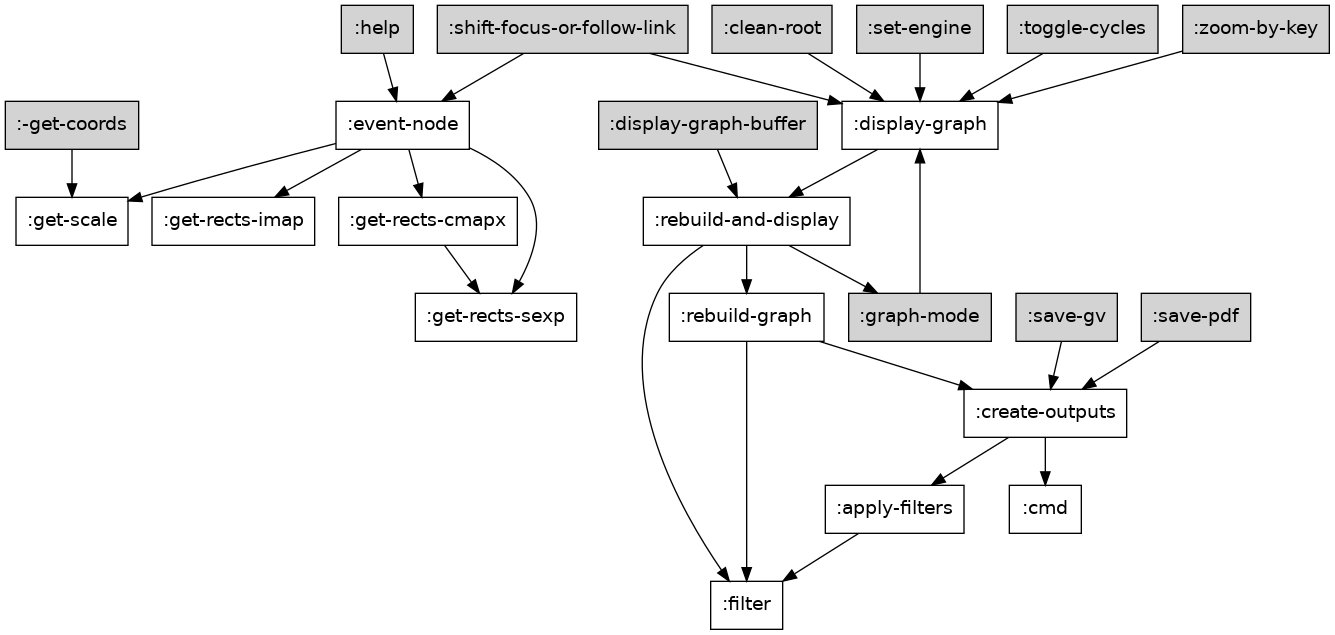 :help
:shift-focus-or-follow-link
:clean-root
:set-engine
:toggle-cycles
:zoom-by-key
:-get-coords
:event-node
:display-graph-buffer
:display-graph
:get-scale
:get-rects-imap
:get-rects-cmapx
:rebuild-and-display
:get-rects-sexp
:rebuild-graph
:graph-mode
:save-gv
:save-pdf
:create-outputs
:apply-filters
:cmd
:filter